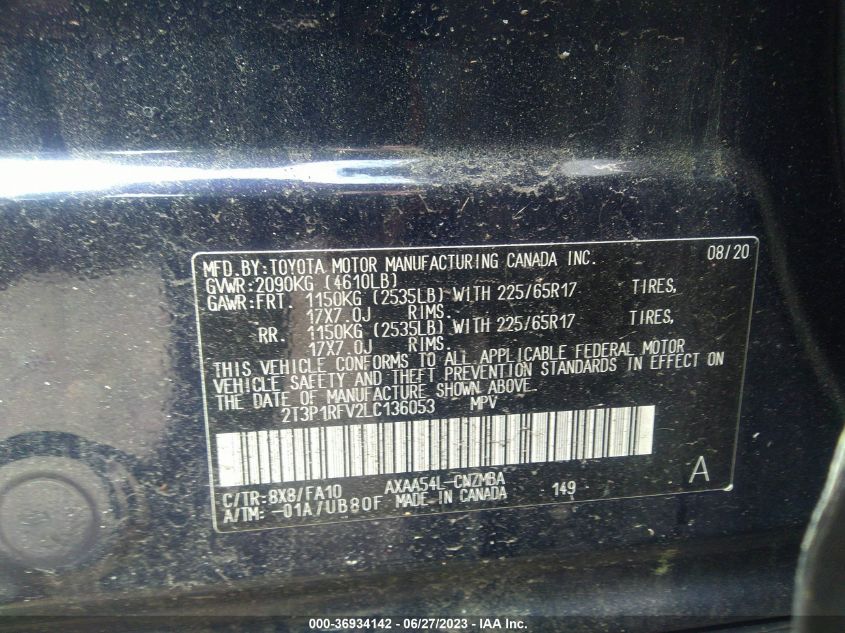 MFD.BY:TOYOTA MOTOR MANUFACTURING CANADA INC. 08/20
GVWR:2090KG (4610LB)
GAWR:FRT. 1150KG (2535LB) WITH 225/65R17 TIRES,
17X7.0J RIMS.
RR. 1150KG (2535LB) WITH 225/65R17 TIRES,
17X7.0J RIMS.
THIS VEHICLE CONFORMS TO ALL APPLICABLE FEDERAL MOTOR
VEHICLE SAFETY AND THEFT PREVENTION STANDARDS IN EFFECT ON
THE DATE OF MANUFACTURE SHOWN ABOVE.
2T3P1RFV2LC136053 MPV
C/TR:8X8/FA10 AXAA54L-CNZMBA 149 A
A/TM: -01A/UB80F MADE IN CANADA
000-36934142 - 06/27/2023 - IAA Inc.